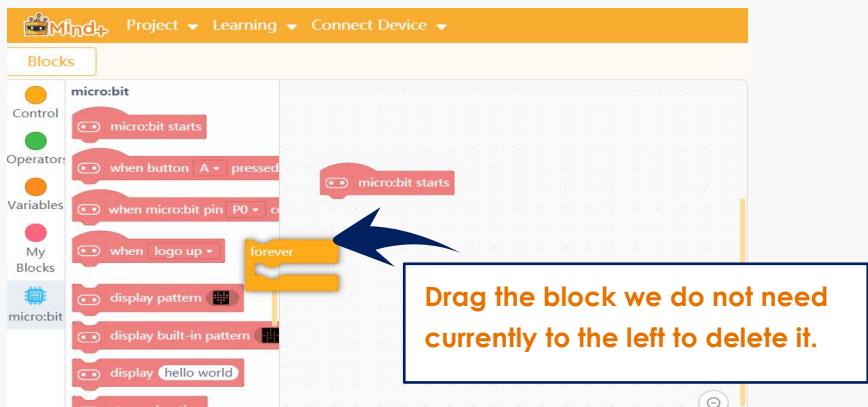 Mind+ Project Learning Connect Device
Blocks
micro:bit
Control
micro:bit starts
Operators
when button A pressed
Variables
when micro:bit pin P0
My
Blocks
when logo up
micro:bit
display pattern
display built-in pattern
display hello world
micro:bit starts
forever
Drag the block we do not need
currently to the left to delete it.